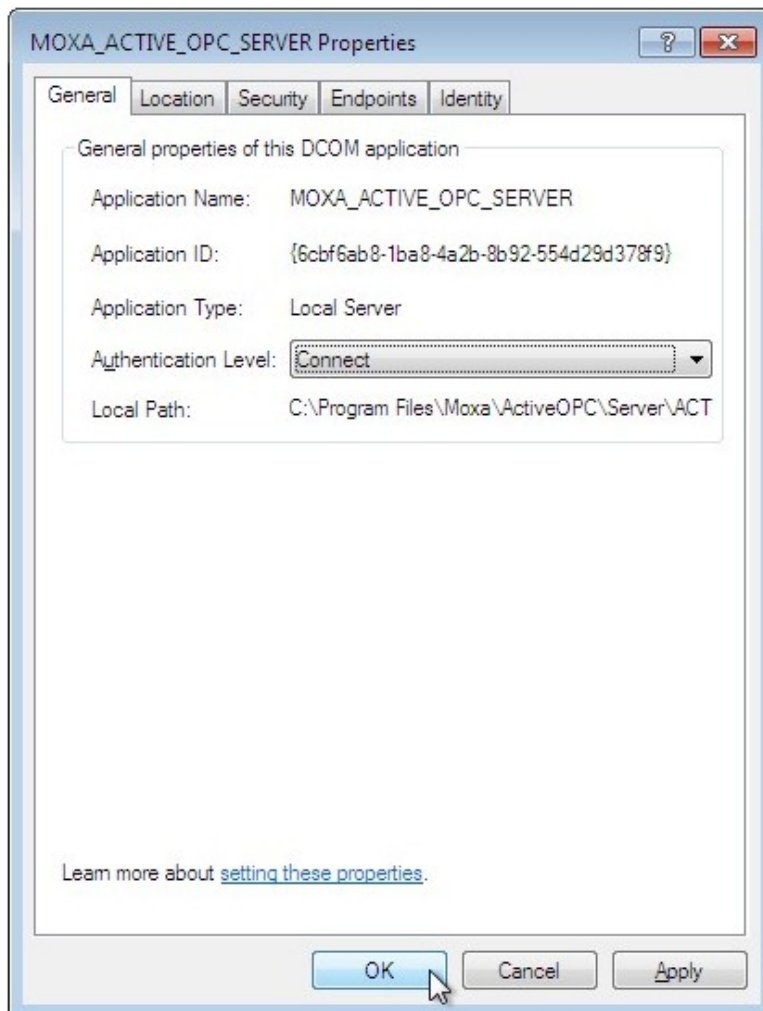 MOXA_ACTIVE_OPC_SERVER Properties
General Location Security Endpoints Identity
General properties of this DCOM application
Application Name: MOXA_ACTIVE_OPC_SERVER
Application ID: {6cbf6ab8-1ba8-4a2b-8b92-554d29d378f9}
Application Type: Local Server
Authentication Level: Connect
Local Path: C:\Program Files\Moxa\ActiveOPC\Server\ACT
Learn more about setting these properties.
OK Cancel Apply